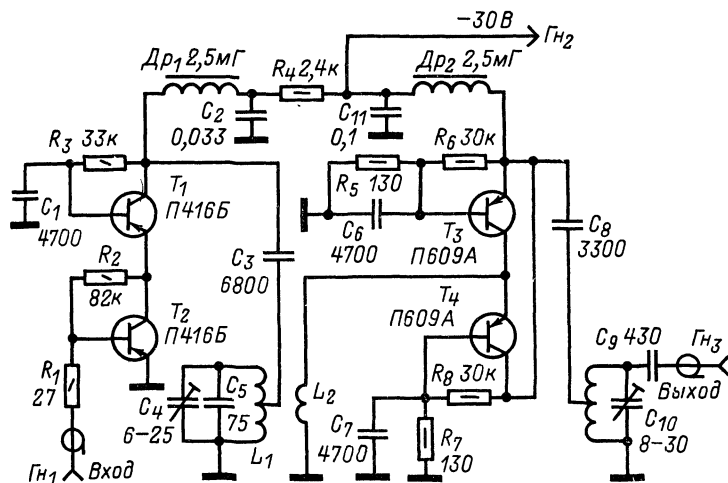 −30В
Гн2
Др1 2,5мГ
R4 2,4к
Др2 2,5мГ
C2
0,033
C11
0,1
R3 33к
R6 30к
R5 130
C1
4700
T1
П416Б
C6
4700
T3
П609А
C8
3300
R2
82к
C3
6800
T2
П416Б
T4
П609А
C9 430
Гн3
Выход
R1
27
C4
6−25
C5
75
L1
L2
R8 30к
C7
4700
R7
130
C10
8−30
Гн1
Вход